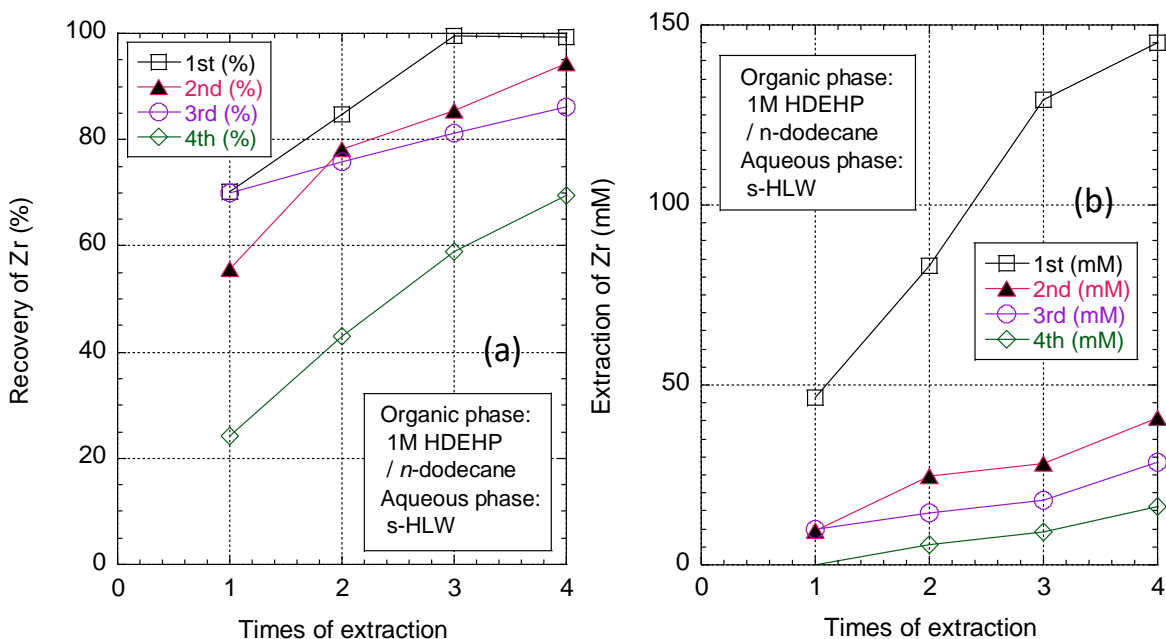 100
80
60
40
20
0
0
1
2
3
4
Recovery of Zr (%)
Times of extraction
1st (%)
2nd (%)
3rd (%)
4th (%)
(a)
Organic phase:
1M HDEHP
/ n-dodecane
Aqueous phase:
s-HLW
150
100
50
0
0
1
2
3
4
Extraction of Zr (mM)
Times of extraction
Organic phase:
1M HDEHP
/ n-dodecane
Aqueous phase:
s-HLW
(b)
1st (mM)
2nd (mM)
3rd (mM)
4th (mM)